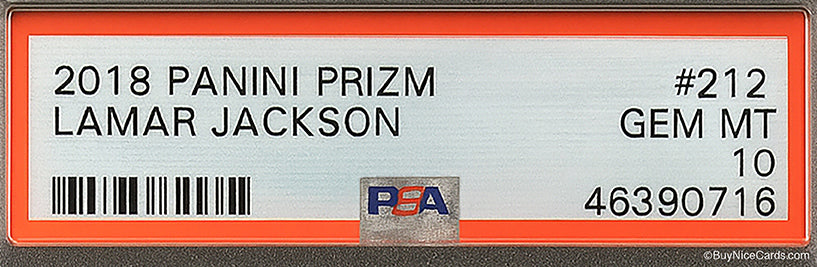 2018 PANINI PRIZM #212
LAMAR JACKSON GEM MT
10
46390716
PSA
©BuyNiceCards.com